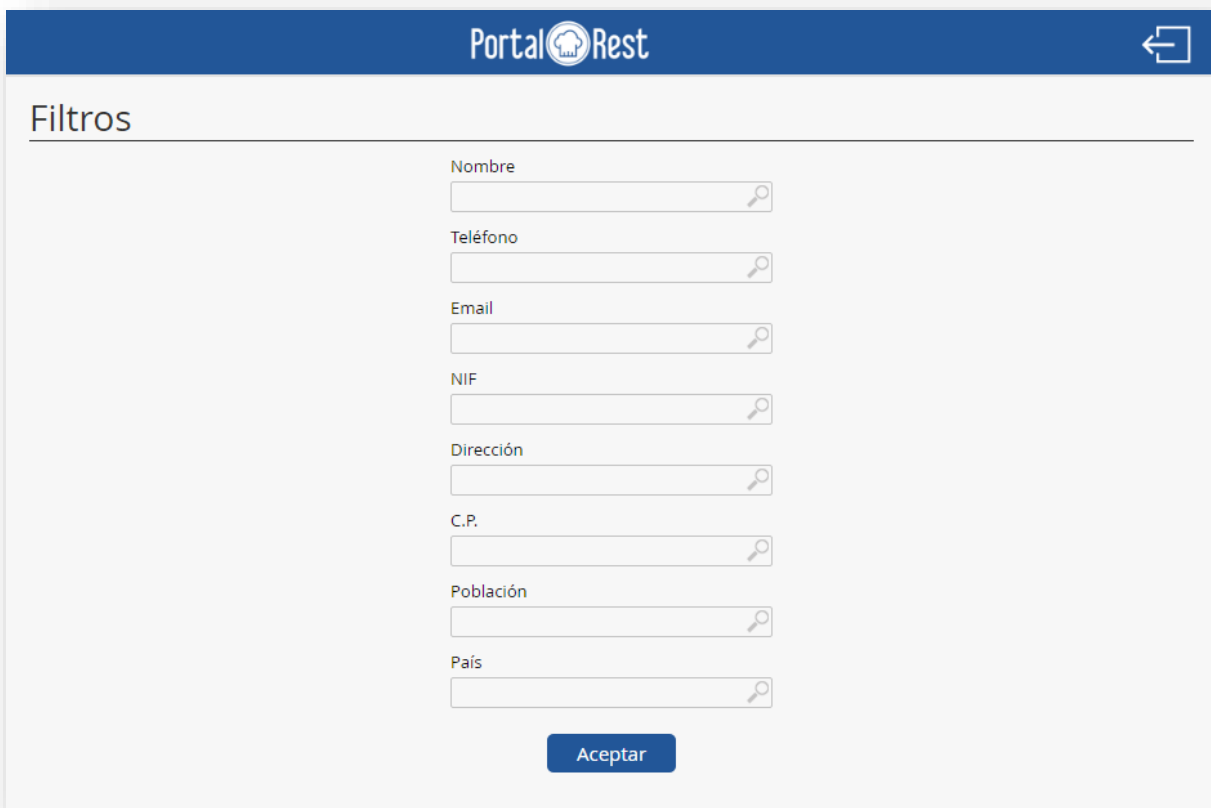 Portal Rest
Filtros
Nombre
Teléfono
Email
NIF
Dirección
C.P.
Población
País
Aceptar